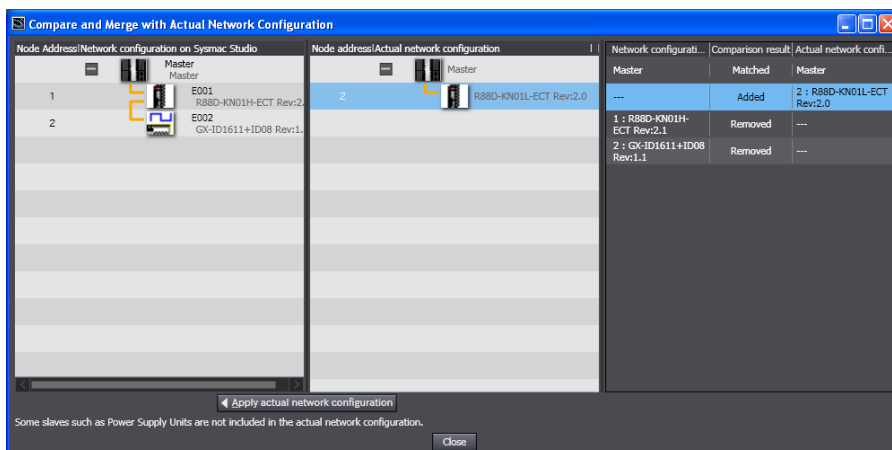 Compare and Merge with Actual Network Configuration
Node Address|Network configuration on Sysmac Studio
Master
Master
1
E001
R88D-KN01H-ECT Rev:2.
2
E002
GX-ID1611+ID08 Rev:1.
Node address|Actual network configuration
Master
2
R88D-KN01L-ECT Rev:2.0
Network configurati... Comparison result Actual network confi...
Master Matched Master
--- Added 2 : R88D-KN01L-ECT
Rev:2.0
1 : R88D-KN01H-
ECT Rev:2.1 Removed ---
2 : GX-ID1611+ID08
Rev:1.1 Removed ---
Apply actual network configuration
Some slaves such as Power Supply Units are not included in the actual network configuration.
Close